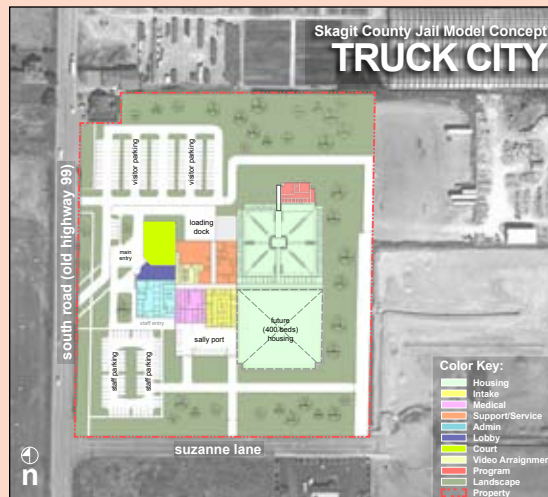 Skagit County Jail Model Concept
TRUCK CITY
south road (old highway 99)
visitor parking
visitor parking
loading
dock
main
entry
staff entry
sally port
future
(400 beds)
housing
staff parking
staff parking
suzanne lane
n
Color Key:
Housing
Intake
Medical
Support/Service
Admin
Lobby
Court
Video Arraignment
Program
Landscape
Property